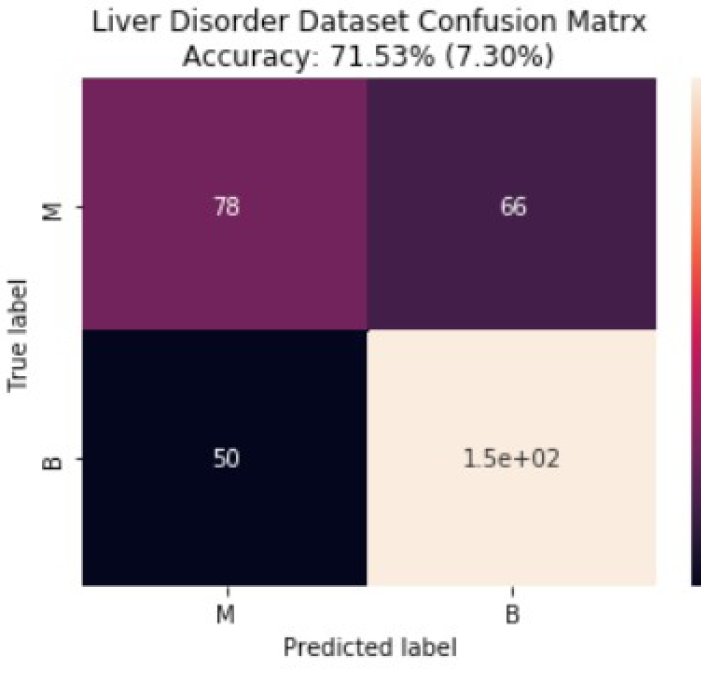 Liver Disorder Dataset Confusion Matrx
Accuracy: 71.53% (7.30%)
M
78
66
True label
B
50
1.5e+02
M
B
Predicted label